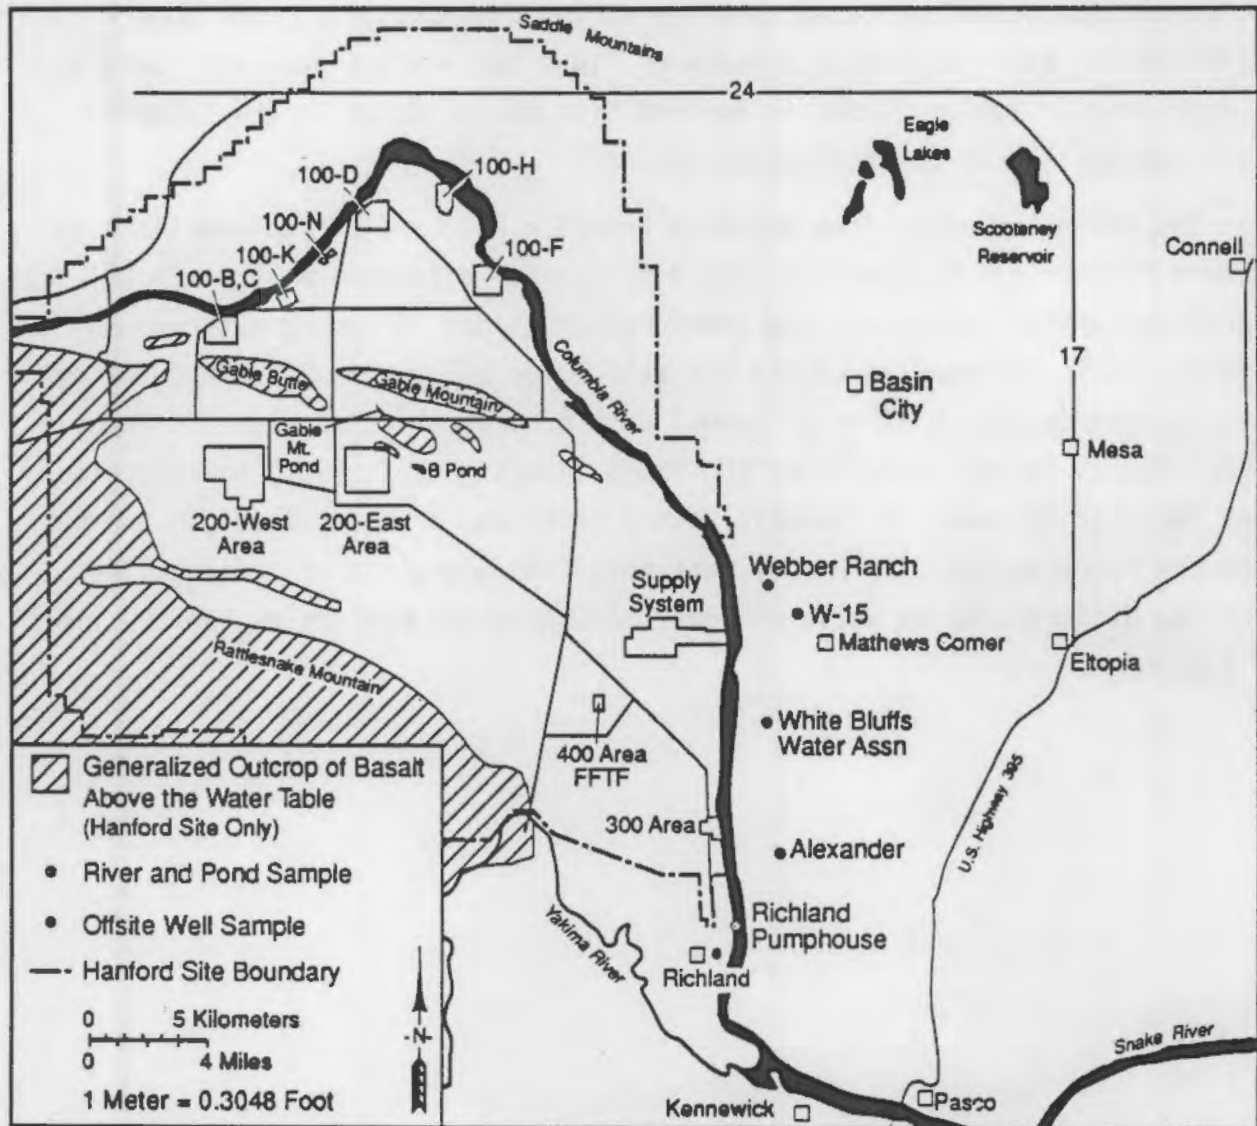 Saddle Mountains
24
Eagle
Lakes
100-H
100-D
100-N
100-F
Scooteney
Reservoir
Connell
100-K
100-B,C
17
Columbia River
Gable Butte
Gable Mountain
Basin
City
Gable
Mt.
Pond
B Pond
Mesa
200-West
Area
200-East
Area
Webber Ranch
Supply
System
W-15
Mathews Corner
Eltopia
Rattlesnake Mountain
White Bluffs
Water Assn
400 Area
FFTF
Generalized Outcrop of Basalt
Above the Water Table
(Hanford Site Only)
U.S. Highway 395
300 Area
Alexander
River and Pond Sample
Offsite Well Sample
Yakima River
Richland
Pumphouse
Hanford Site Boundary
Richland
0 5 Kilometers
-N-
0 4 Miles
Snake River
1 Meter = 0.3048 Foot
Kennewick
Pasco